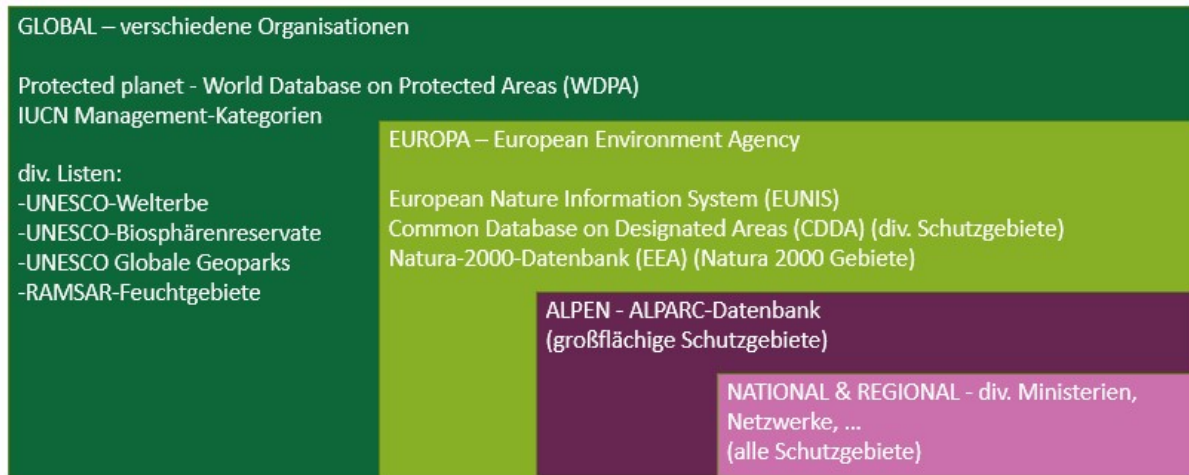 GLOBAL – verschiedene Organisationen
Protected planet - World Database on Protected Areas (WDPA)
IUCN Management-Kategorien
div. Listen:
-UNESCO-Welterbe
-UNESCO-Biosphärenreservate
-UNESCO Globale Geoparks
-RAMSAR-Feuchtgebiete
EUROPA – European Environment Agency
European Nature Information System (EUNIS)
Common Database on Designated Areas (CDDA) (div. Schutzgebiete)
Natura-2000-Datenbank (EEA) (Natura 2000 Gebiete)
ALPEN - ALPARC-Datenbank
(großflächige Schutzgebiete)
NATIONAL & REGIONAL - div. Ministerien,
Netzwerke, ...
(alle Schutzgebiete)